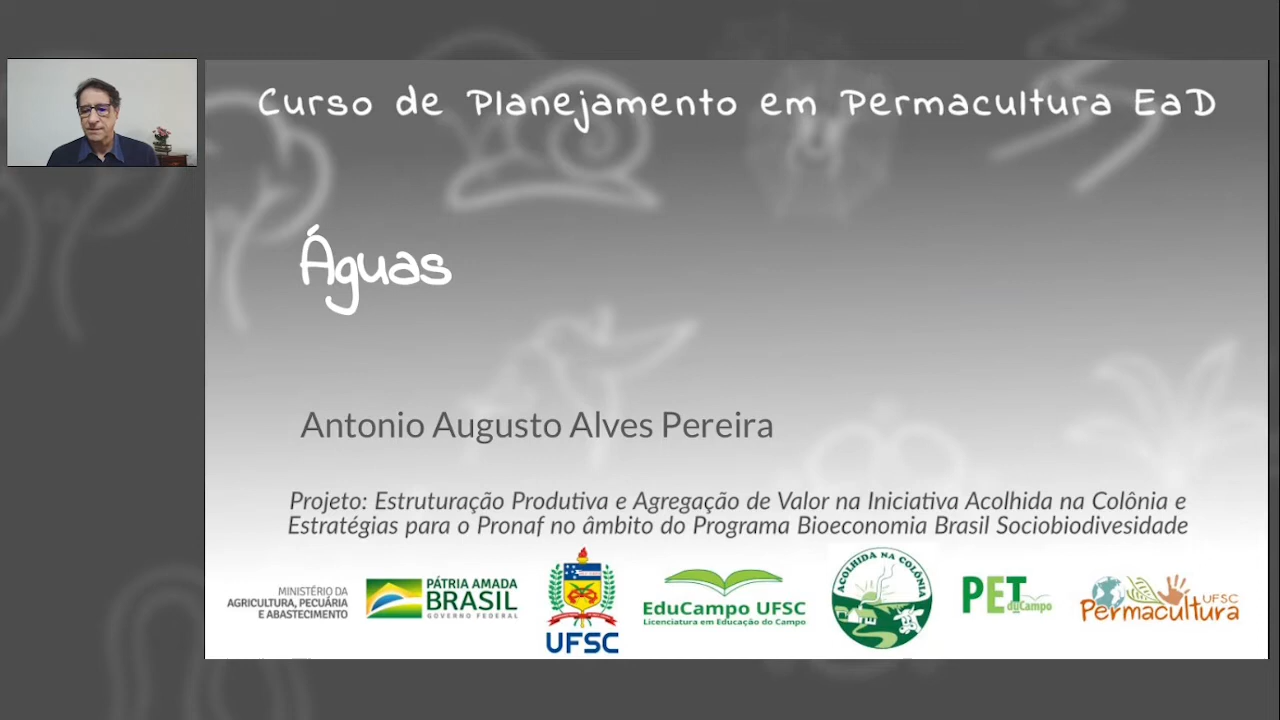 Curso de Planejamento em Permacultura EaD
Águas
Antonio Augusto Alves Pereira
Projeto: Estruturação Produtiva e Agregação de Valor na Iniciativa Acolhida na Colônia e
Estratégias para o Pronaf no âmbito do Programa Bioeconomia Brasil Sociobiodivesidade
MINISTÉRIO DA
AGRICULTURA, PECUÁRIA
E ABASTECIMENTO
PÁTRIA AMADA
BRASIL
GOVERNO FEDERAL
UFSC
EduCampo UFSC
Licenciatura em Educação do Campo
ACOLHIDA NA COLÔNIA
PET
duCampo
UFSC
Permacultura